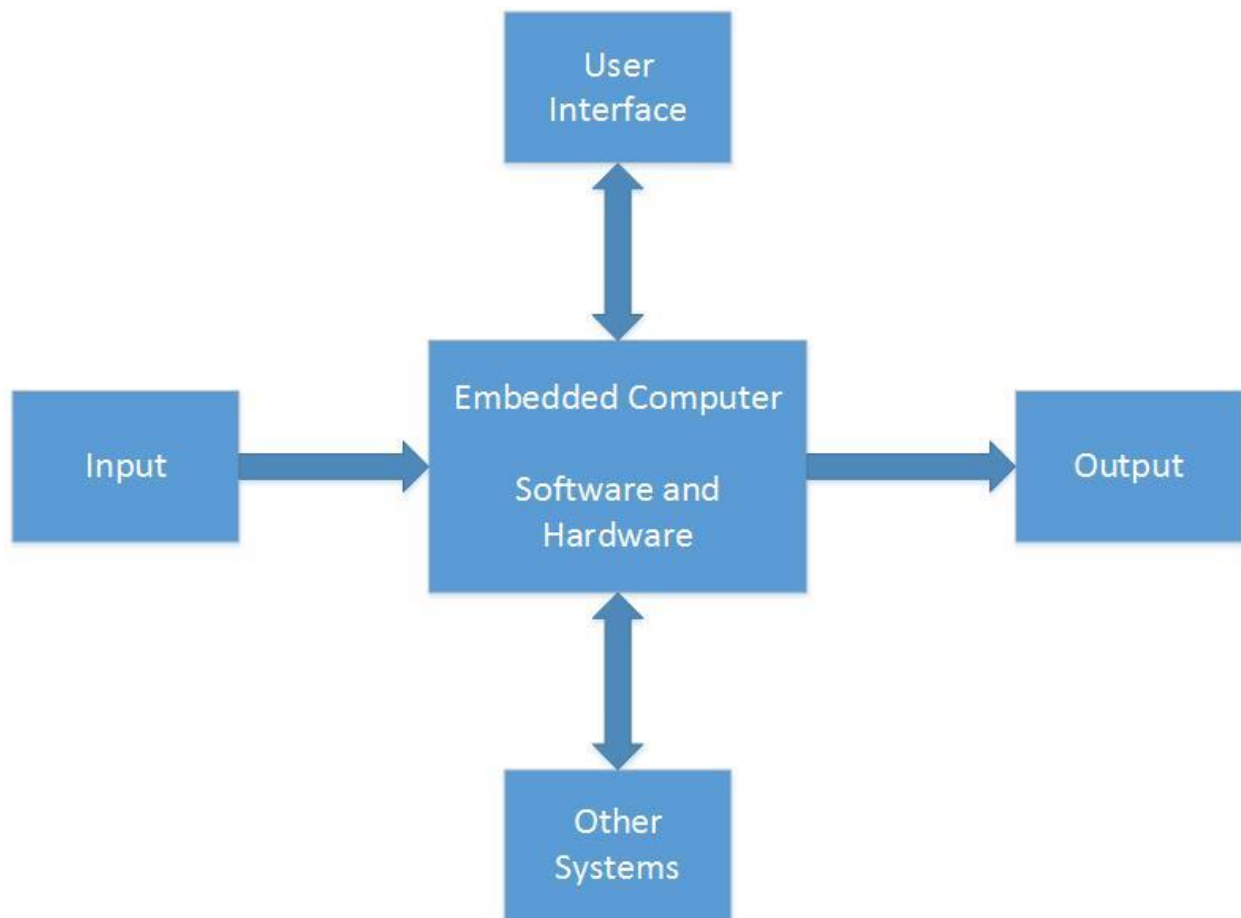 User
Interface
Input
Embedded Computer
Software and
Hardware
Output
Other
Systems